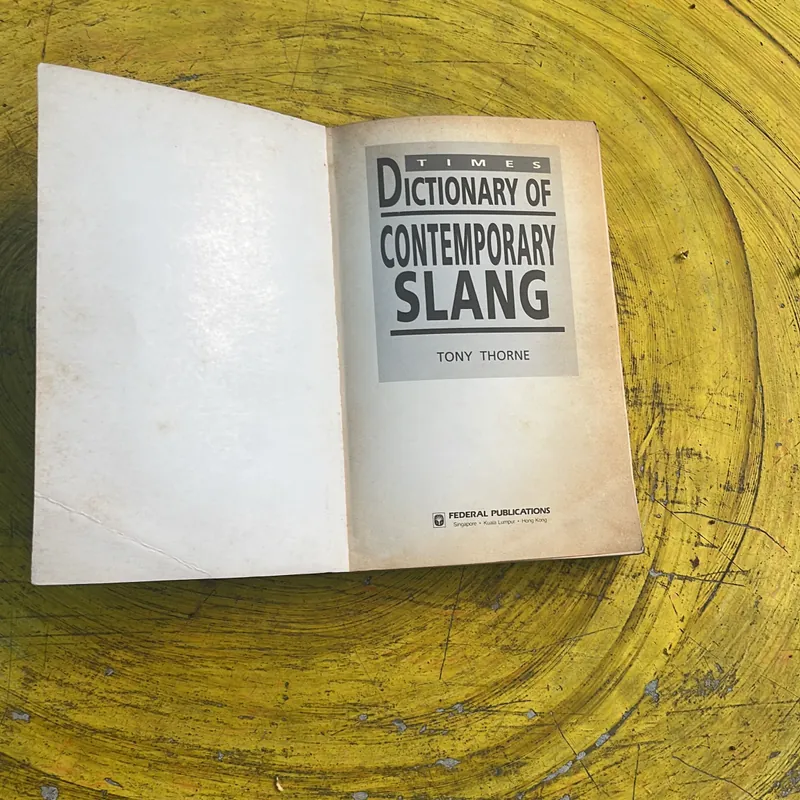 TIMES
DICTIONARY OF
CONTEMPORARY
SLANG
TONY THORNE
FEDERAL PUBLICATIONS
Singapore • Kuala Lumpur • Hong Kong